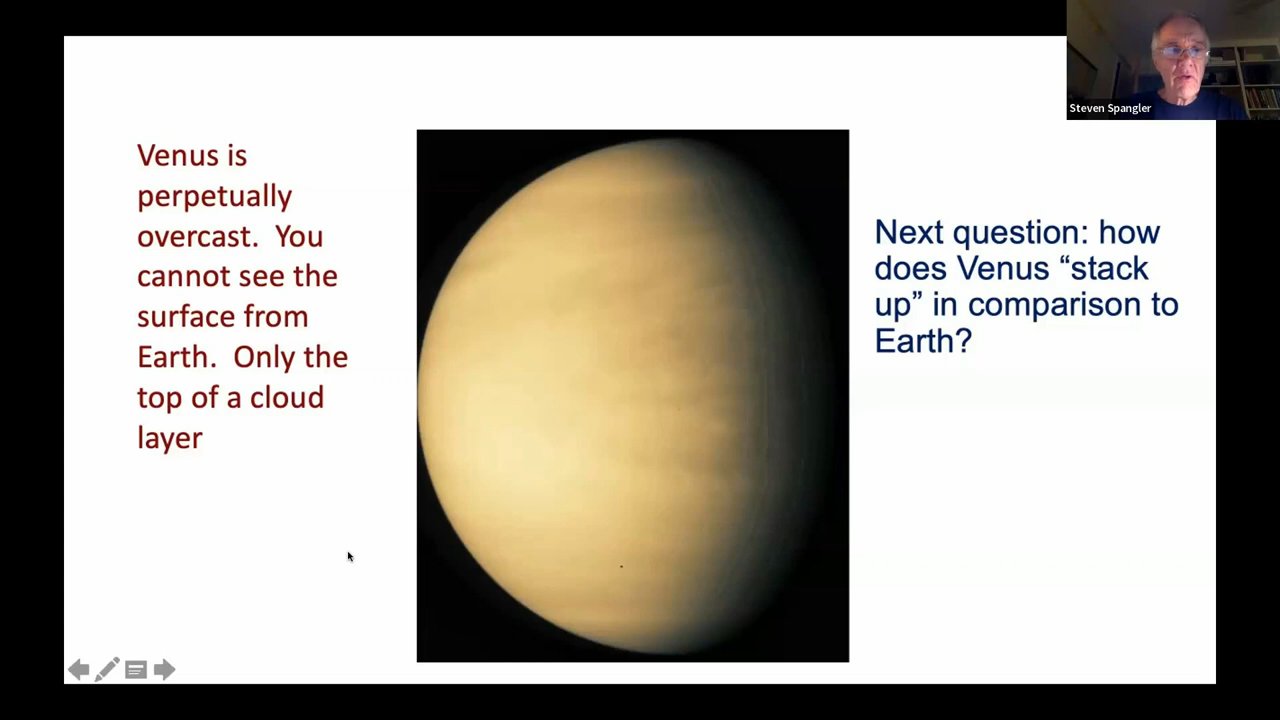 Steven Spangler
Venus is
perpetually
overcast.  You
cannot see the
surface from
Earth.  Only the
top of a cloud
layer
Next question: how
does Venus “stack
up” in comparison to
Earth?